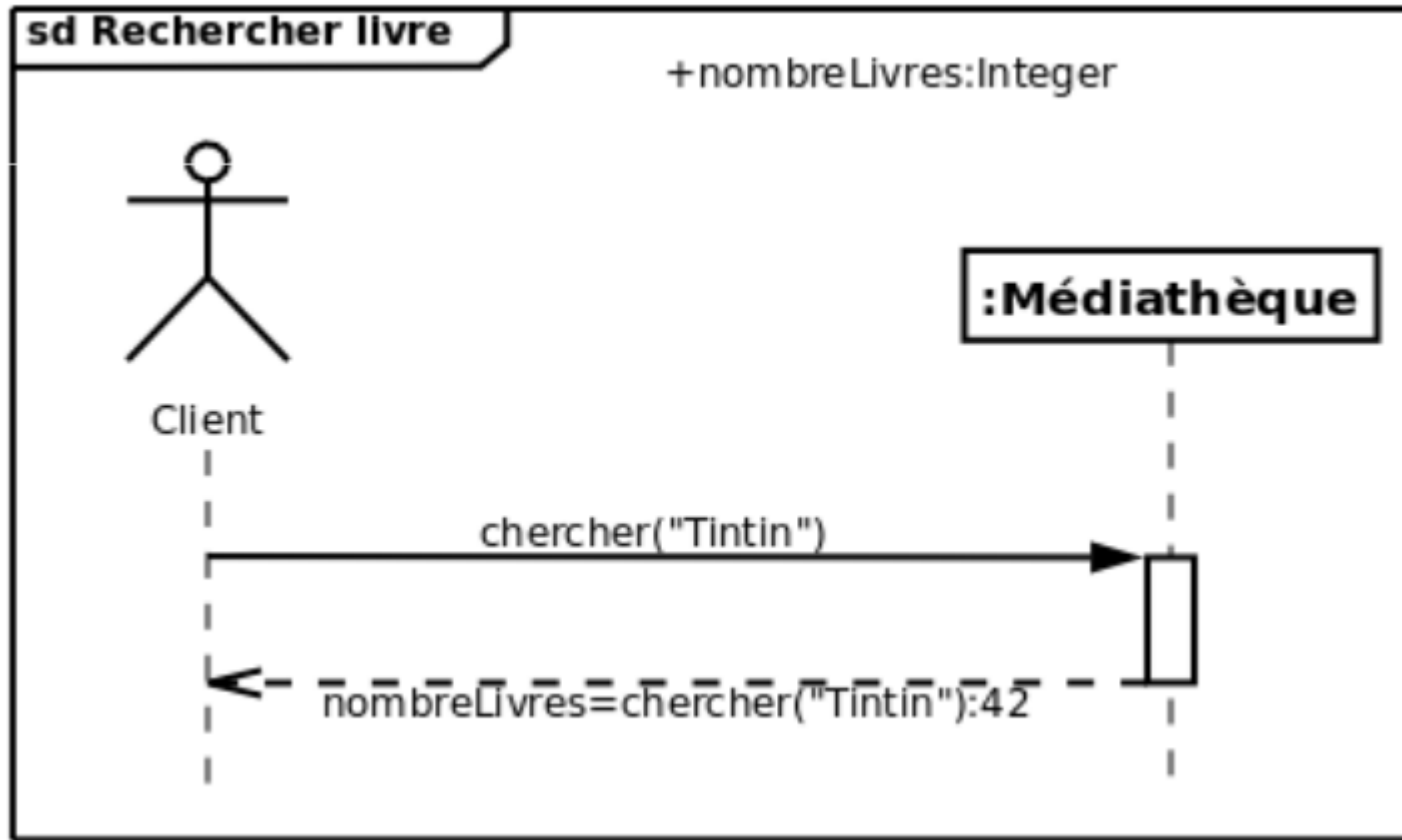 sd Rechercher livre
+nombreLivres:Integer
:Médiathèque
Client
chercher("Tintin")
nombreLivres=chercher("Tintin"):42